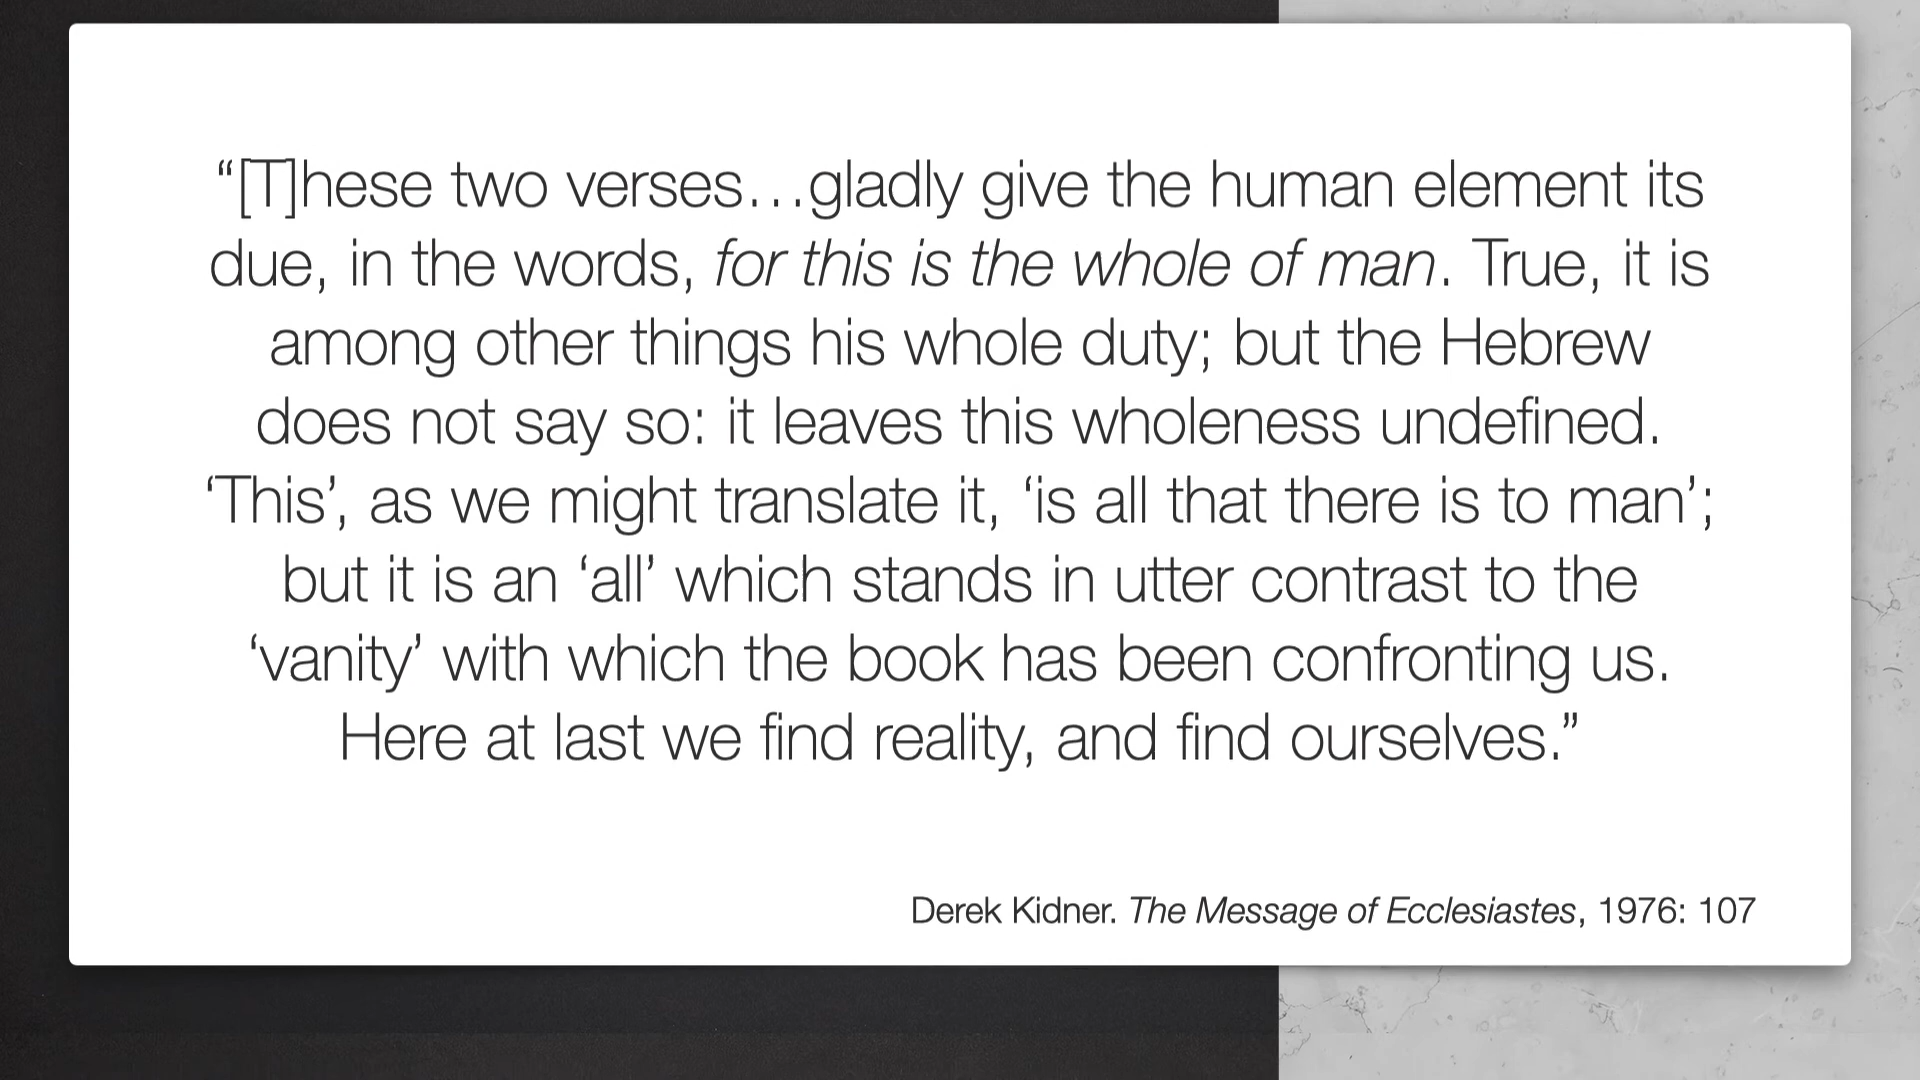 “[T]hese two verses…gladly give the human element its
due, in the words, for this is the whole of man. True, it is
among other things his whole duty; but the Hebrew
does not say so: it leaves this wholeness undefined.
‘This’, as we might translate it, ‘is all that there is to man’;
but it is an ‘all’ which stands in utter contrast to the
‘vanity’ with which the book has been confronting us.
Here at last we find reality, and find ourselves.”
Derek Kidner. The Message of Ecclesiastes, 1976: 107